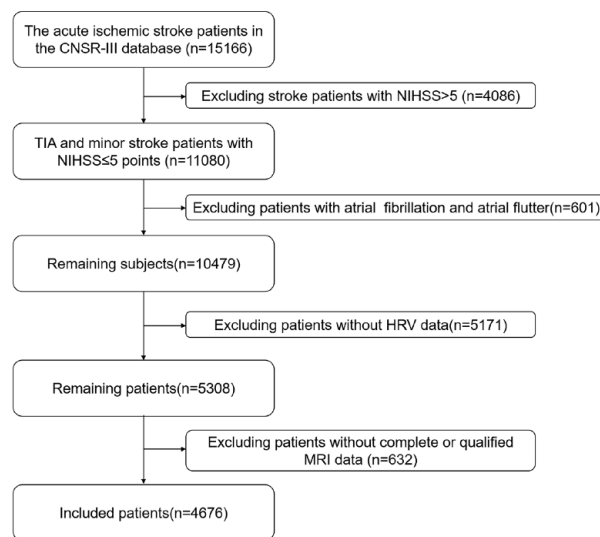 The acute ischemic stroke patients in
the CNSR-III database (n=15166)
Excluding stroke patients with NIHSS>5 (n=4086)
TIA and minor stroke patients with
NIHSS≤5 points (n=11080)
Excluding patients with atrial fibrillation and atrial flutter(n=601)
Remaining subjects(n=10479)
Excluding patients without HRV data(n=5171)
Remaining patients(n=5308)
Excluding patients without complete or qualified
MRI data (n=632)
Included patients(n=4676)